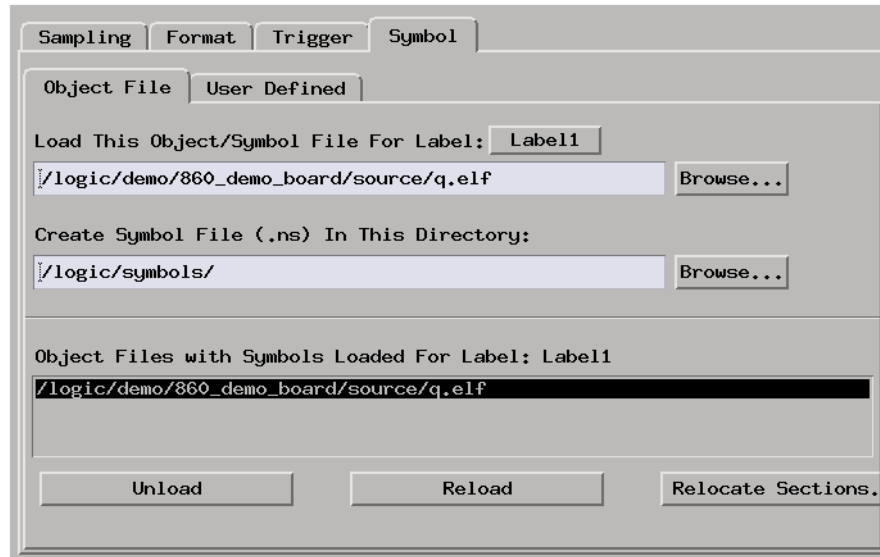 Sampling Format Trigger Symbol
Object File User Defined
Load This Object/Symbol File For Label: Label1
/logic/demo/860_demo_board/source/q.elf Browse...
Create Symbol File (.ns) In This Directory:
/logic/symbols/ Browse...
Object Files with Symbols Loaded For Label: Label1
/logic/demo/860_demo_board/source/q.elf
Unload Reload Relocate Sections.